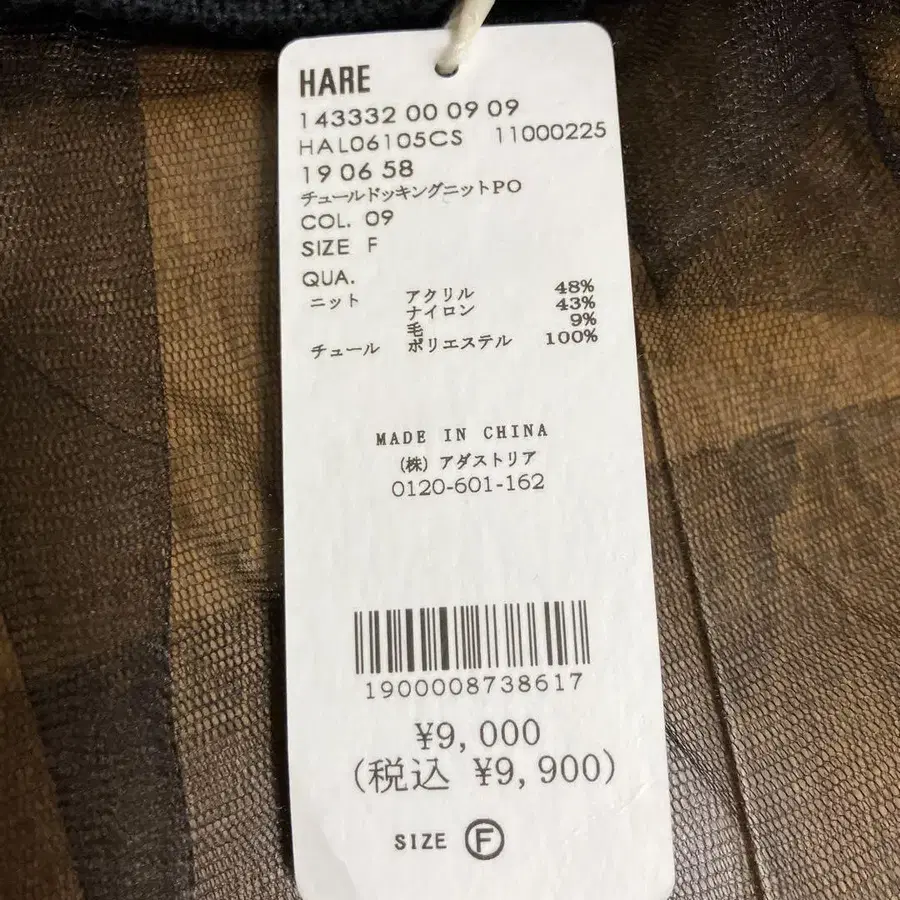 HARE
143332 00 09 09
HAL06105CS 11000225
19 06 58
チュールドッキングニットPO
COL. 09
SIZE F
QUA.
ニット アクリル 48%
ナイロン 43%
毛 9%
チュール ポリエステル 100%
MADE IN CHINA
(株) アダストリア
0120-601-162
1900008738617
¥9,000
(税込 ¥9,900)
SIZE F